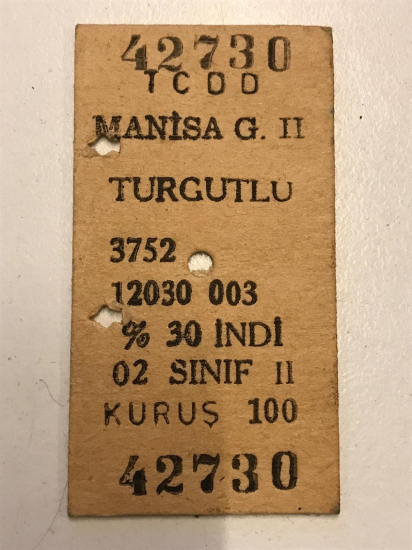 42730
TCDD
MANİSA G. II
TURGUTLU
3752
12030 003
% 30 İNDİ
02 SINIF II
KURUŞ 100
42730